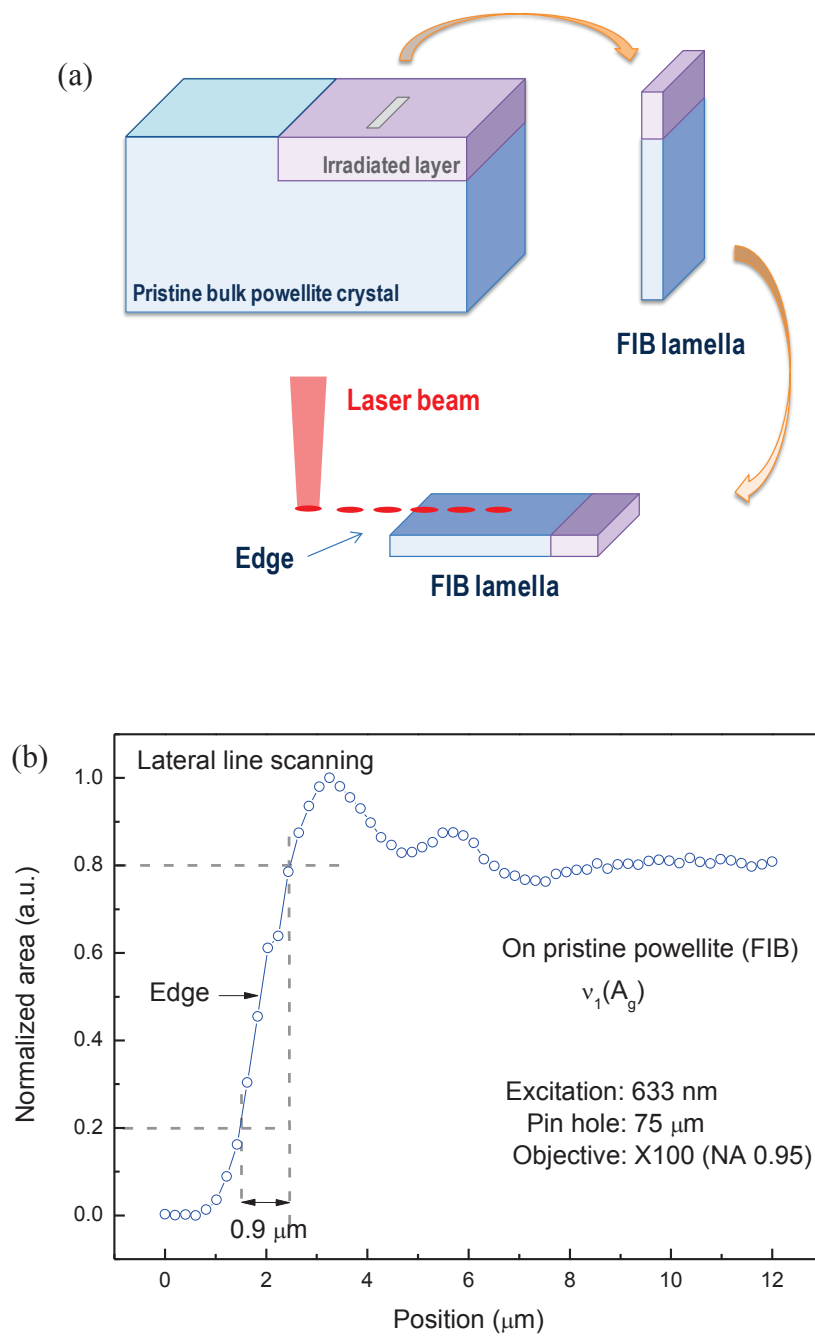 (a)
Irradiated layer
Pristine bulk powellite crystal
FIB lamella
Laser beam
Edge
FIB lamella
(b)
Lateral line scanning
1.0
0.8
0.6
0.4
0.2
0.0
Normalized area (a.u.)
Edge
On pristine powellite (FIB)
ν₁(A_g)
Excitation: 633 nm
Pin hole: 75 μm
Objective: X100 (NA 0.95)
0.9 μm
0 2 4 6 8 10 12
Position (μm)